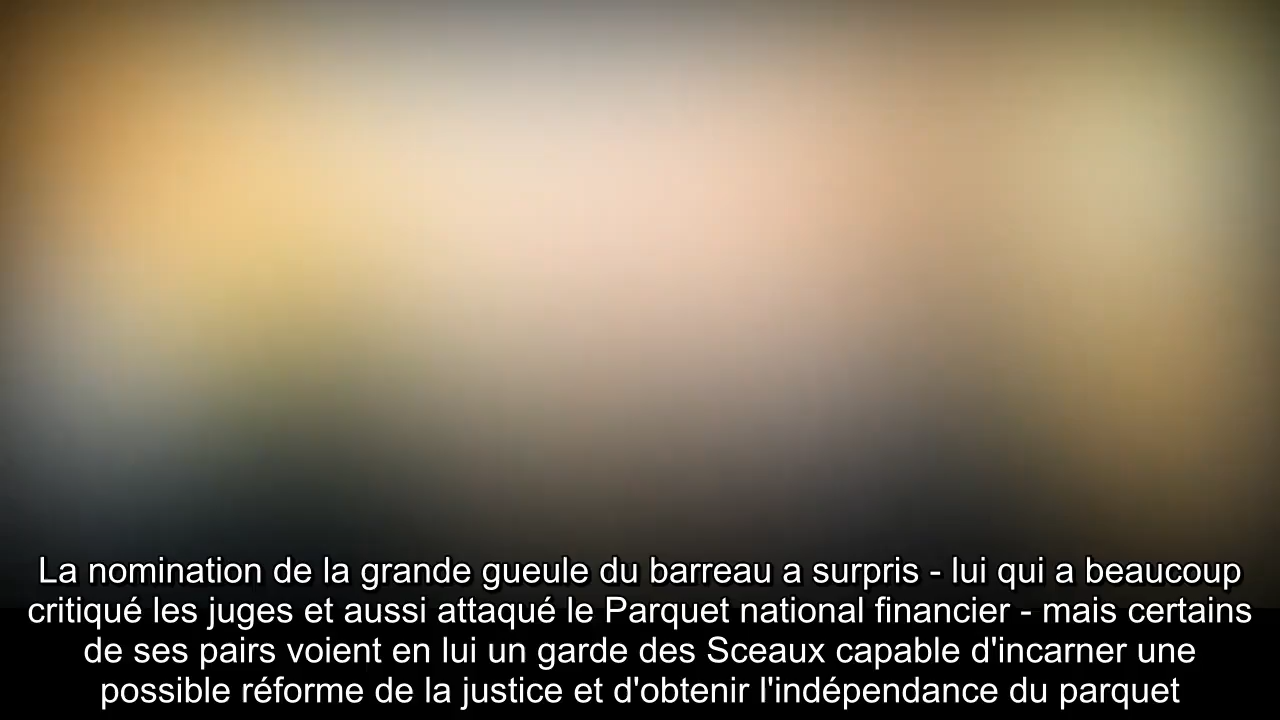 La nomination de la grande gueule du barreau a surpris - lui qui a beaucoup
critiqué les juges et aussi attaqué le Parquet national financier - mais certains
de ses pairs voient en lui un garde des Sceaux capable d'incarner une
possible réforme de la justice et d'obtenir l'indépendance du parquet